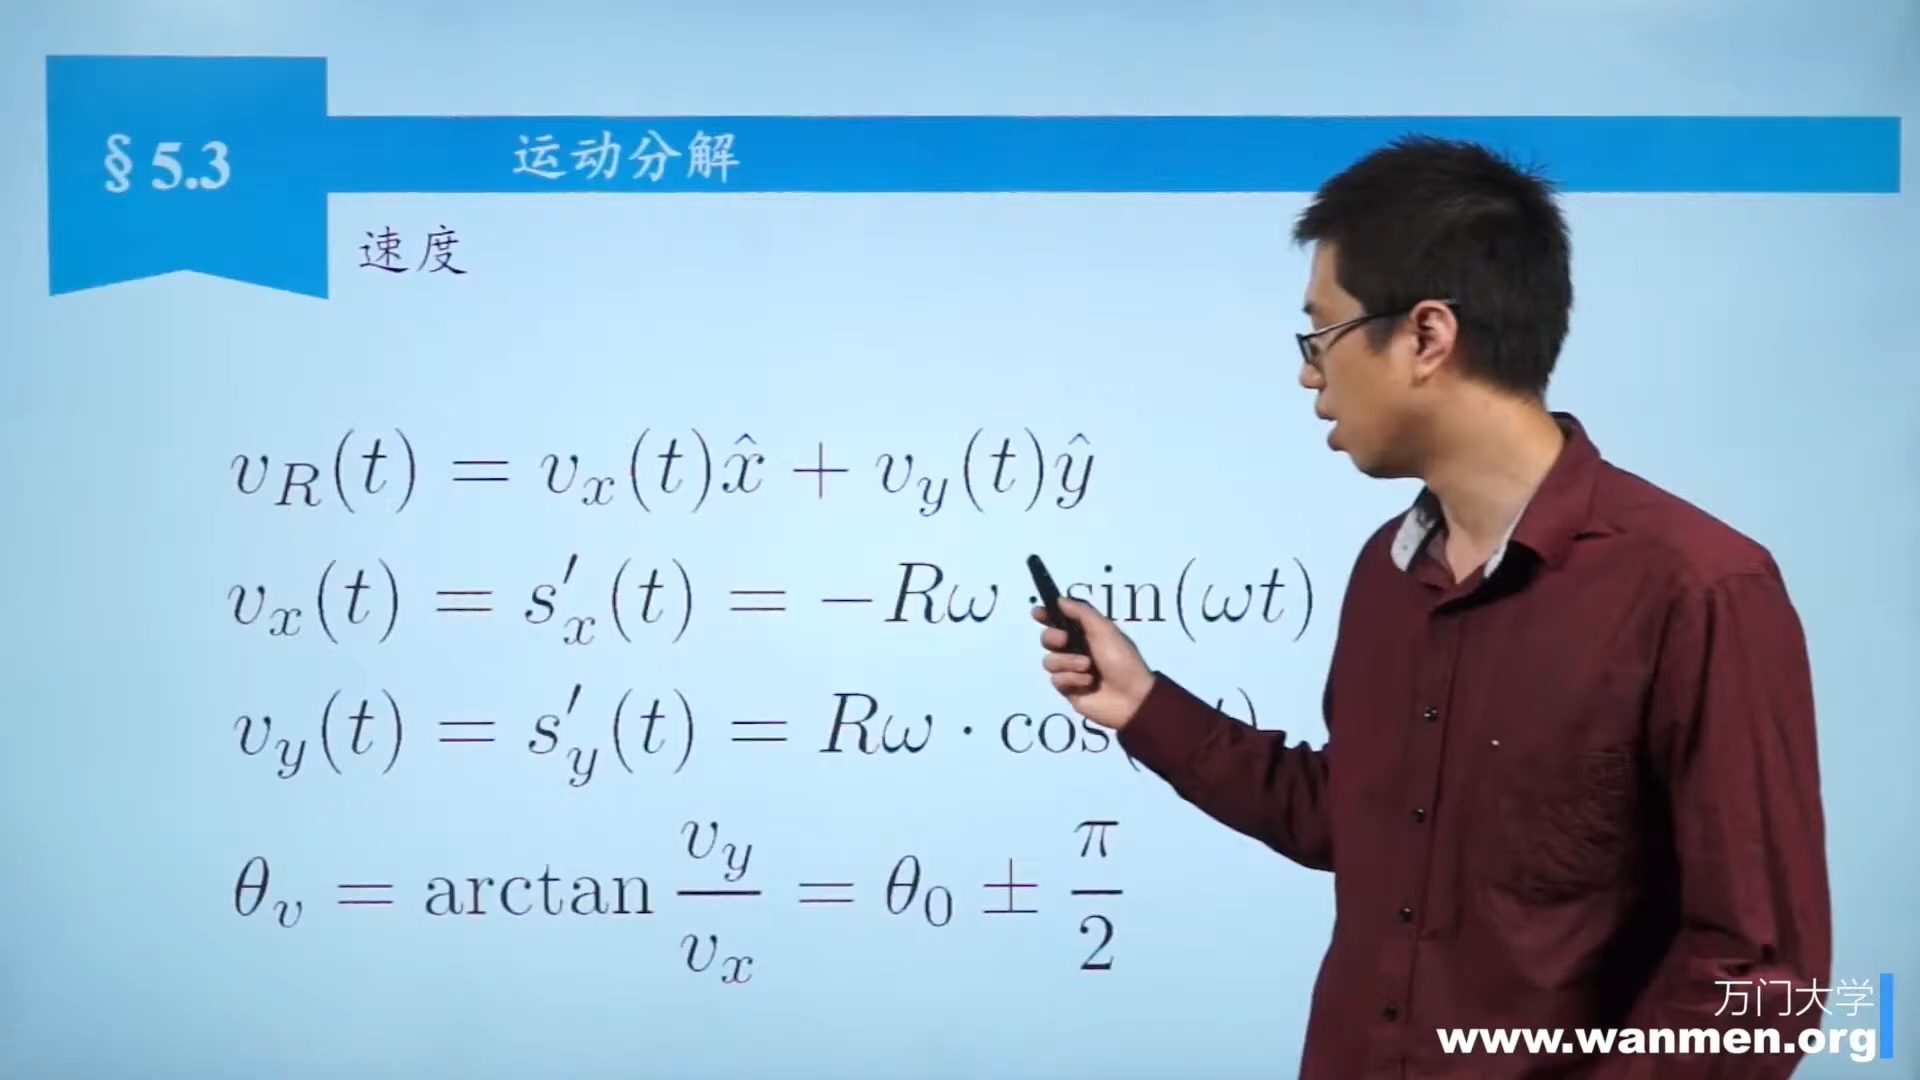 § 5.3
运动分解
速度
v_R(t) = v_x(t)x̂ + v_y(t)ŷ
v_x(t) = s′_x(t) = −Rω · sin(ωt)
v_y(t) = s′_y(t) = Rω · cos( t)
θ_v = arctan v_y/v_x = θ_0 ± π/2
万门大学
www.wanmen.org